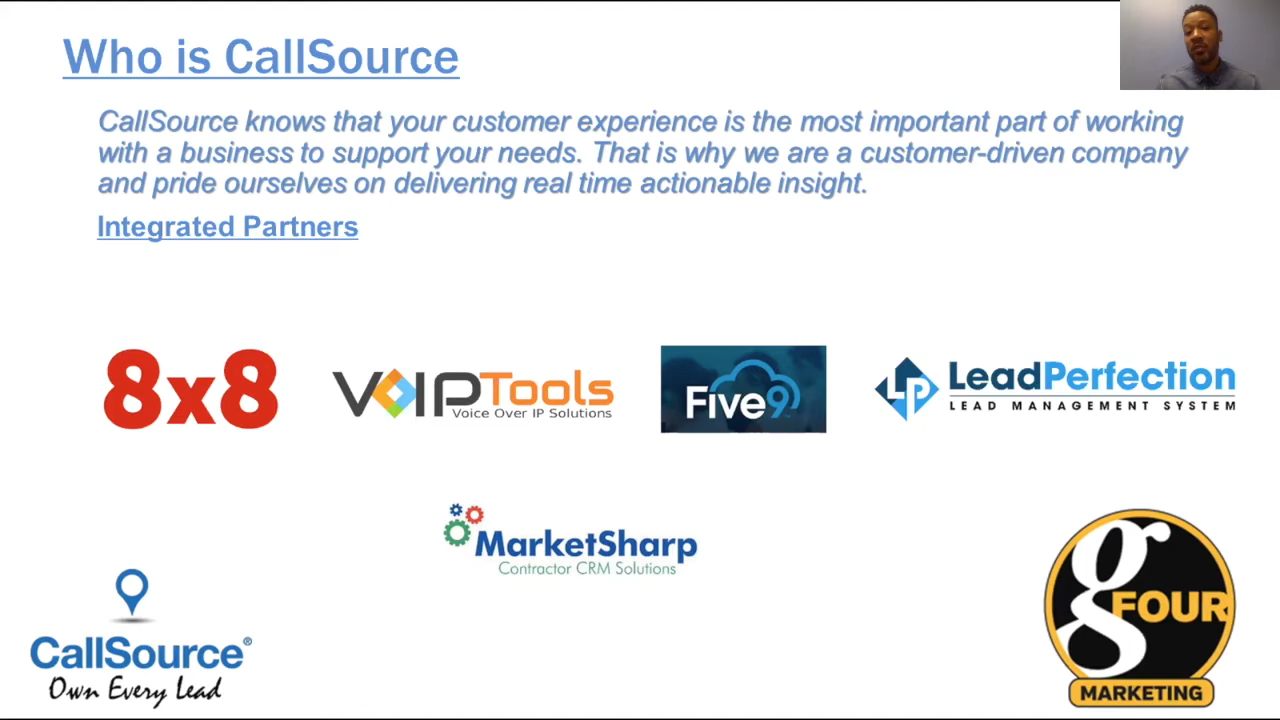 Who is CallSource
CallSource knows that your customer experience is the most important part of working
with a business to support your needs. That is why we are a customer-driven company
and pride ourselves on delivering real time actionable insight.
Integrated Partners
8x8
VOIPTools
Voice Over IP Solutions
Five9
LP LeadPerfection
LEAD MANAGEMENT SYSTEM
MarketSharp
Contractor CRM Solutions
CallSource®
Own Every Lead
g FOUR
MARKETING